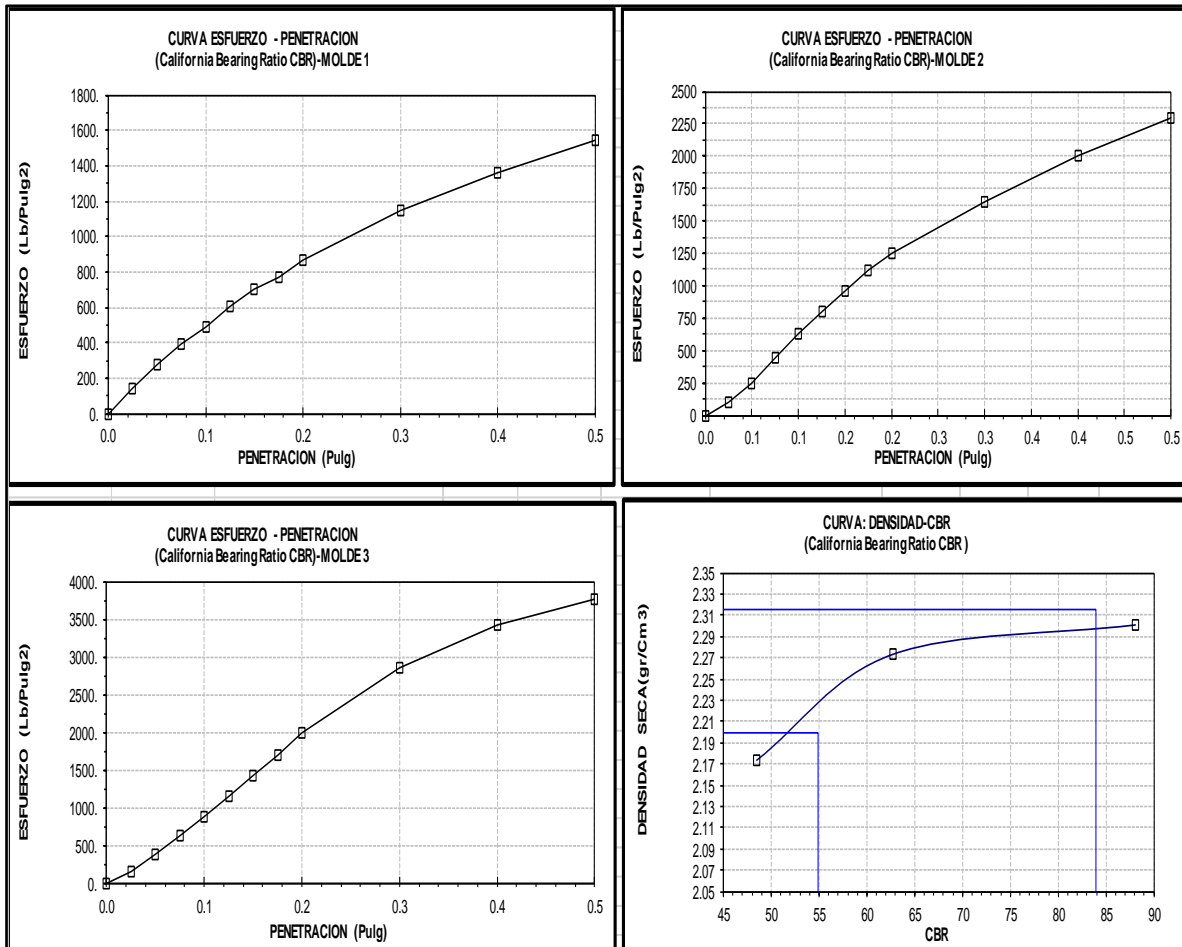 CURVA ESFUERZO - PENETRACION
(California Bearing Ratio CBR)-MOLDE 1
1800.
1600.
1400.
1200.
1000.
800.
600.
400.
200.
0.
ESFUERZO (Lb/Pulg2)
0.0 0.1 0.2 0.3 0.4 0.5
PENETRACION (Pulg)
CURVA ESFUERZO - PENETRACION
(California Bearing Ratio CBR)-MOLDE 2
2500
2250
2000
1750
1500
1250
1000
750
500
250
0
ESFUERZO (Lb/Pulg2)
0.0 0.1 0.1 0.2 0.2 0.3 0.3 0.4 0.4 0.5 0.5
PENETRACION (Pulg)
CURVA ESFUERZO - PENETRACION
(California Bearing Ratio CBR)-MOLDE 3
4000.
3500.
3000.
2500.
2000.
1500.
1000.
500.
0.
ESFUERZO (Lb/Pulg2)
0.0 0.1 0.2 0.3 0.4 0.5
PENETRACION (Pulg)
CURVA: DENSIDAD-CBR
(California Bearing Ratio CBR )
2.35
2.33
2.31
2.29
2.27
2.25
2.23
2.21
2.19
2.17
2.15
2.13
2.11
2.09
2.07
2.05
DENSIDAD SECA(gr/Cm3)
45 50 55 60 65 70 75 80 85 90
CBR